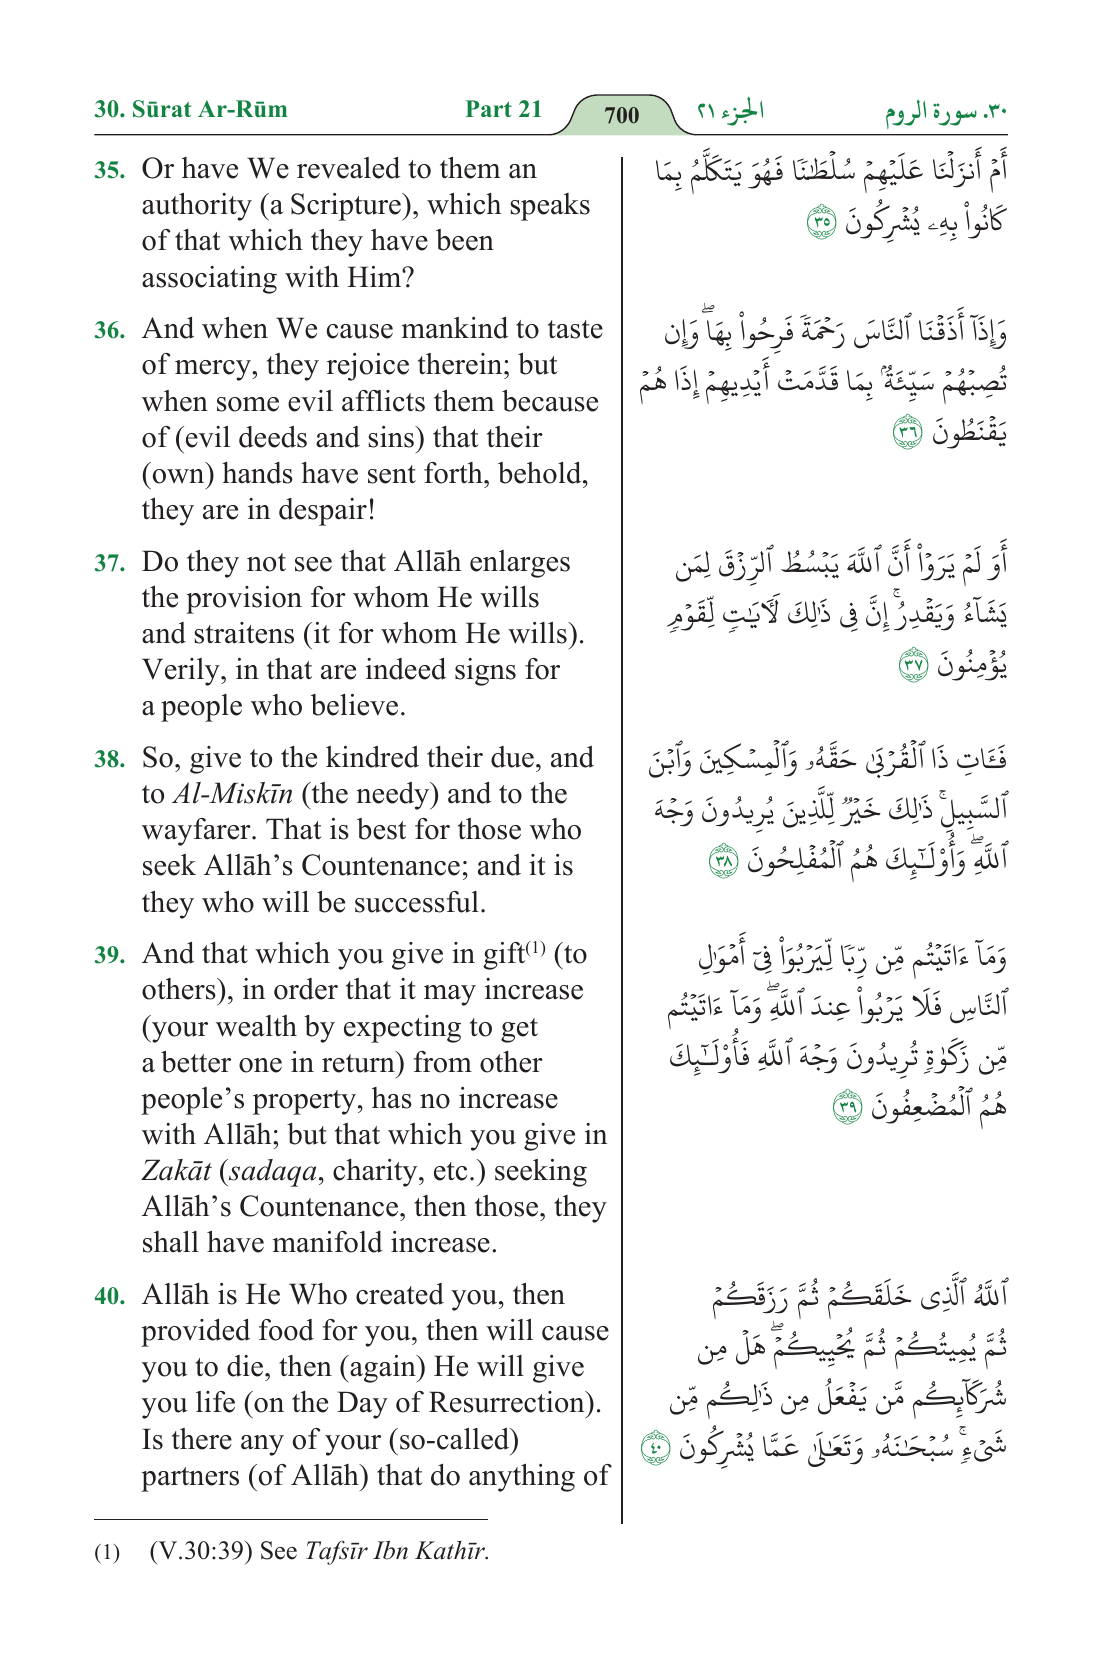 30. Sūrat Ar-Rūm Part 21 700 الجزء ٢١ ٣٠. سورة الروم
35. Or have We revealed to them an
authority (a Scripture), which speaks
of that which they have been
associating with Him?
36. And when We cause mankind to taste
of mercy, they rejoice therein; but
when some evil afflicts them because
of (evil deeds and sins) that their
(own) hands have sent forth, behold,
they are in despair!
37. Do they not see that Allāh enlarges
the provision for whom He wills
and straitens (it for whom He wills).
Verily, in that are indeed signs for
a people who believe.
38. So, give to the kindred their due, and
to Al-Miskīn (the needy) and to the
wayfarer. That is best for those who
seek Allāh’s Countenance; and it is
they who will be successful.
39. And that which you give in gift(1) (to
others), in order that it may increase
(your wealth by expecting to get
a better one in return) from other
people’s property, has no increase
with Allāh; but that which you give in
Zakāt (sadaqa, charity, etc.) seeking
Allāh’s Countenance, then those, they
shall have manifold increase.
40. Allāh is He Who created you, then
provided food for you, then will cause
you to die, then (again) He will give
you life (on the Day of Resurrection).
Is there any of your (so-called)
partners (of Allāh) that do anything of
أَمْ أَنزَلْنَا عَلَيْهِمْ سُلْطَٰنًا فَهُوَ يَتَكَلَّمُ بِمَا
كَانُوا۟ بِهِۦ يُشْرِكُونَ ٣٥
وَإِذَآ أَذَقْنَا ٱلنَّاسَ رَحْمَةً فَرِحُوا۟ بِهَا ۖ وَإِن
تُصِبْهُمْ سَيِّئَةٌۢ بِمَا قَدَّمَتْ أَيْدِيهِمْ إِذَا هُمْ
يَقْنَطُونَ ٣٦
أَوَ لَمْ يَرَوْا۟ أَنَّ ٱللَّهَ يَبْسُطُ ٱلرِّزْقَ لِمَن
يَشَآءُ وَيَقْدِرُ ۚ إِنَّ فِى ذَٰلِكَ لَـَٔايَٰتٍ لِّقَوْمٍ
يُؤْمِنُونَ ٣٧
فَـَٔاتِ ذَا ٱلْقُرْبَىٰ حَقَّهُۥ وَٱلْمِسْكِينَ وَٱبْنَ
ٱلسَّبِيلِ ۚ ذَٰلِكَ خَيْرٌ لِّلَّذِينَ يُرِيدُونَ وَجْهَ
ٱللَّهِ ۖ وَأُو۟لَٰٓئِكَ هُمُ ٱلْمُفْلِحُونَ ٣٨
وَمَآ ءَاتَيْتُم مِّن رِّبًا لِّيَرْبُوَا۟ فِىٓ أَمْوَٰلِ
ٱلنَّاسِ فَلَا يَرْبُوا۟ عِندَ ٱللَّهِ ۖ وَمَآ ءَاتَيْتُم
مِّن زَكَوٰةٍ تُرِيدُونَ وَجْهَ ٱللَّهِ فَأُو۟لَٰٓئِكَ
هُمُ ٱلْمُضْعِفُونَ ٣٩
ٱللَّهُ ٱلَّذِى خَلَقَكُمْ ثُمَّ رَزَقَكُمْ
ثُمَّ يُمِيتُكُمْ ثُمَّ يُحْيِيكُمْ ۖ هَلْ مِن
شُرَكَآئِكُم مَّن يَفْعَلُ مِن ذَٰلِكُم مِّن
شَىْءٍ ۚ سُبْحَٰنَهُۥ وَتَعَٰلَىٰ عَمَّا يُشْرِكُونَ ٤٠
(1) (V.30:39) See Tafsīr Ibn Kathīr.